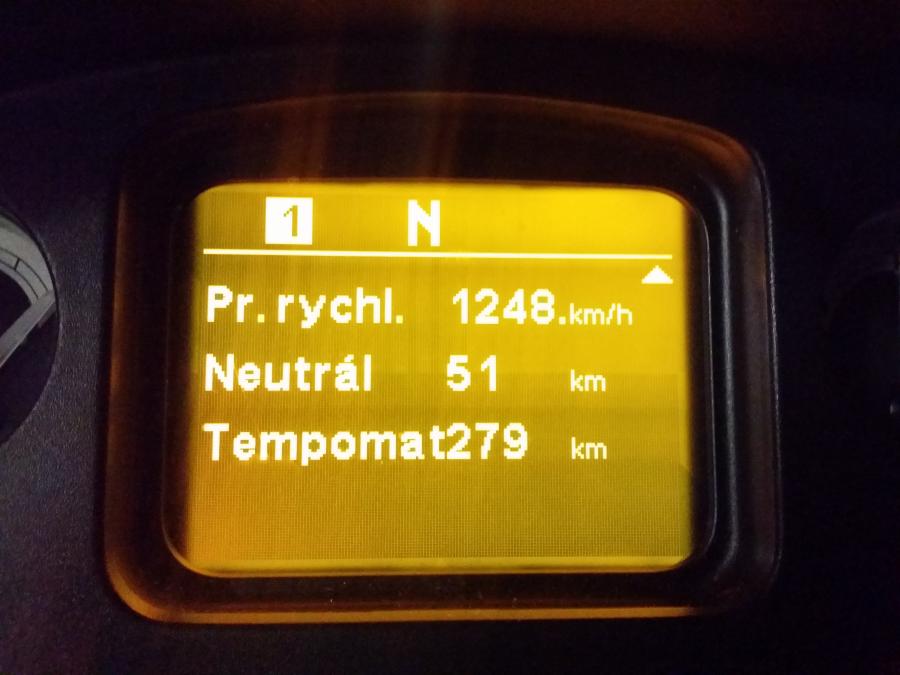 1 N
Pr. rychl. 1248.km/h
Neutrál 51 km
Tempomat279 km